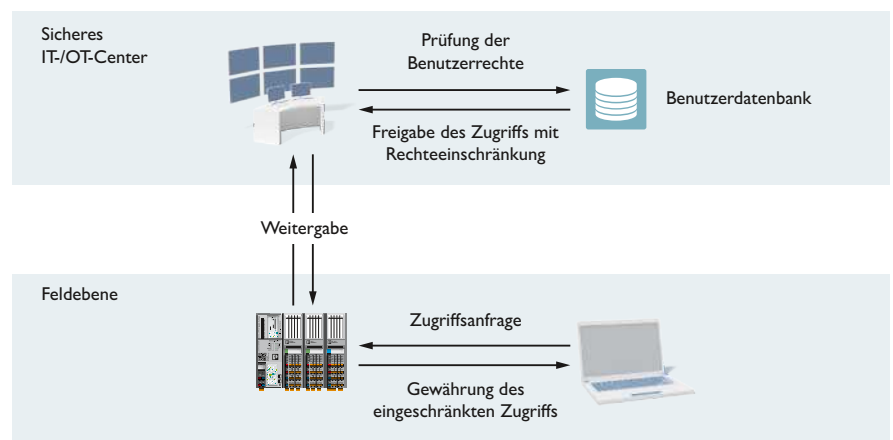 Sicheres
IT-/OT-Center
Prüfung der
Benutzerrechte
Benutzerdatenbank
Freigabe des Zugriffs mit
Rechteeinschränkung
Weitergabe
Feldebene
Zugriffsanfrage
Gewährung des
eingeschränkten Zugriffs